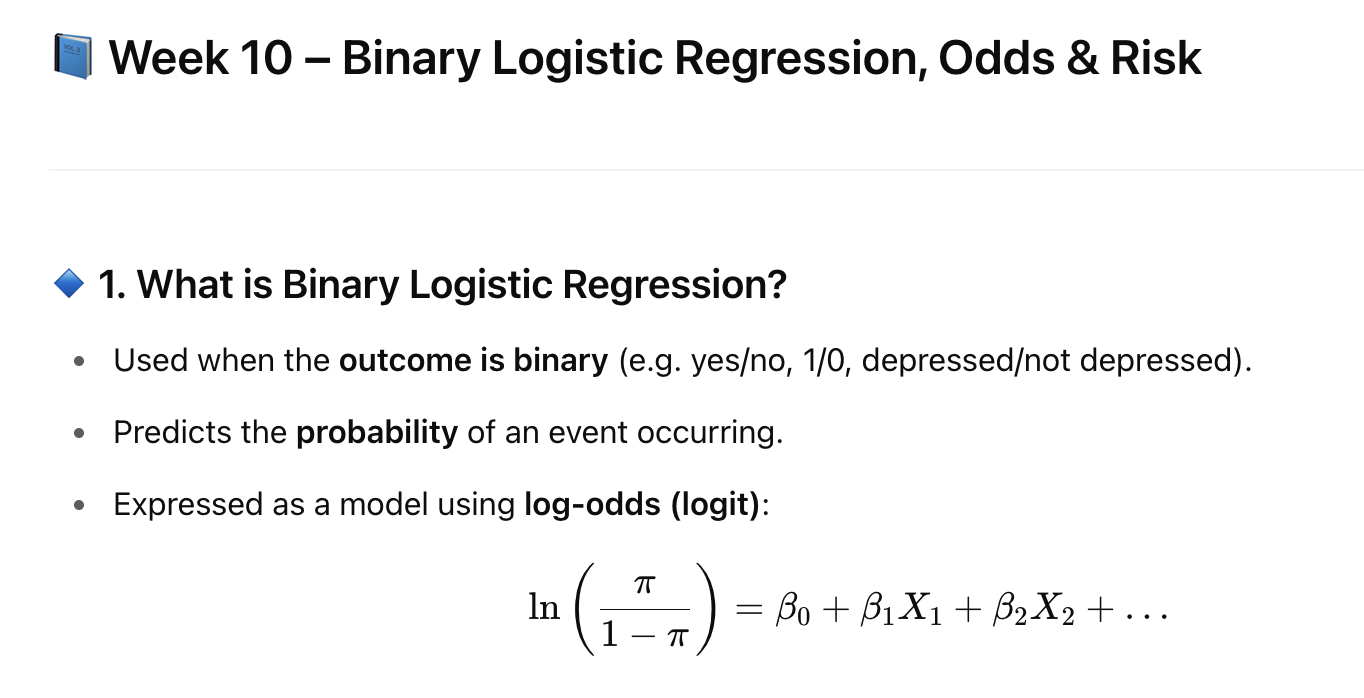 📘 Week 10 – Binary Logistic Regression, Odds & Risk
🔷 1. What is Binary Logistic Regression?
• Used when the outcome is binary (e.g. yes/no, 1/0, depressed/not depressed).
• Predicts the probability of an event occurring.
• Expressed as a model using log-odds (logit):
ln(π / (1 − π)) = β₀ + β₁X₁ + β₂X₂ + …